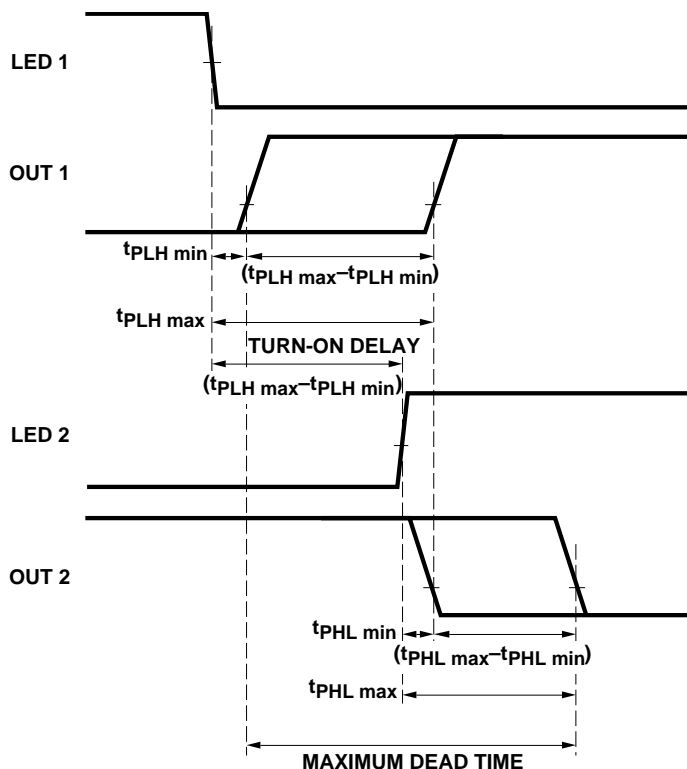 LED 1
OUT 1
tPLH min
(tPLH max–tPLH min)
tPLH max
TURN-ON DELAY
(tPLH max–tPLH min)
LED 2
OUT 2
tPHL min
(tPHL max–tPHL min)
tPHL max
MAXIMUM DEAD TIME